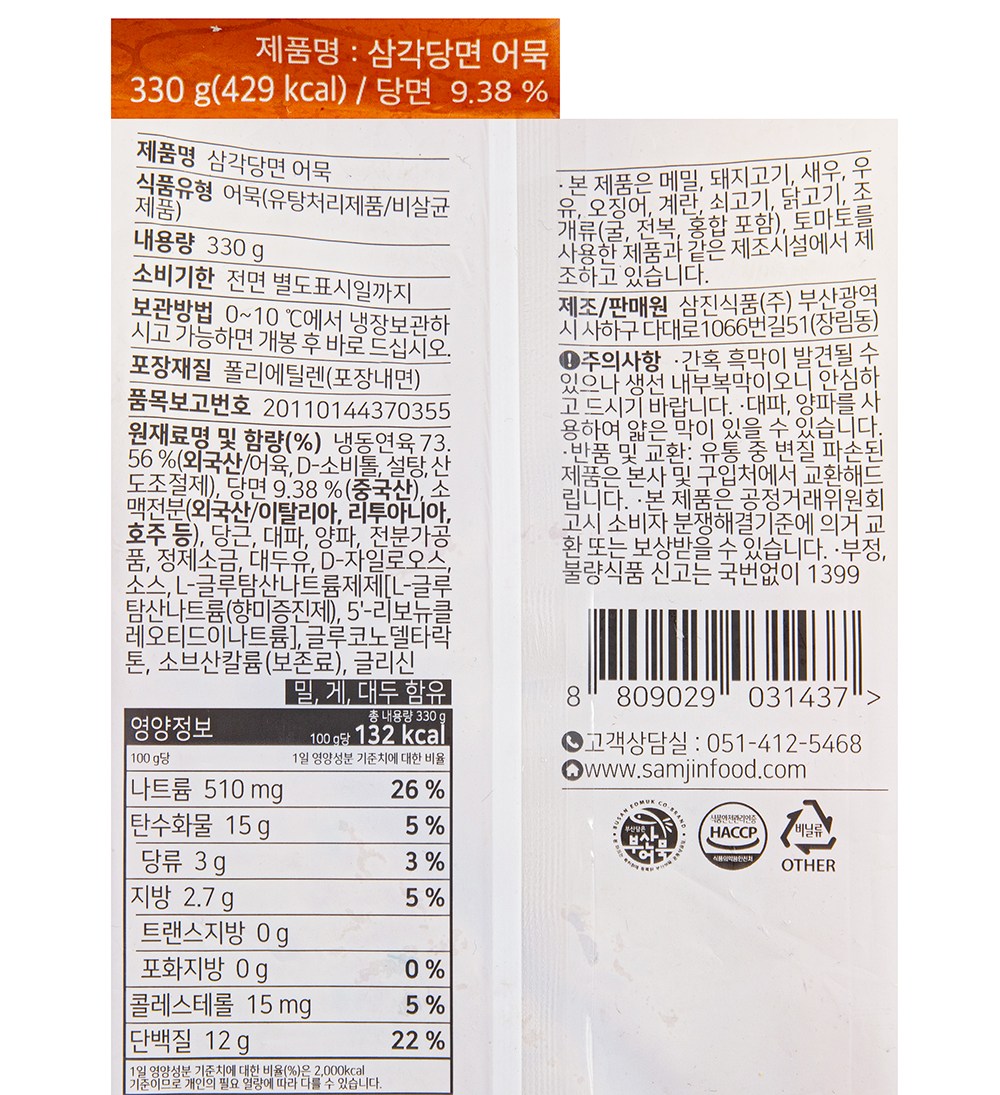 제품명 : 삼각당면 어묵
330 g(429 kcal) / 당면 9.38 %
제품명 삼각당면 어묵
식품유형 어묵(유탕처리제품/비살균
제품)
내용량 330 g
소비기한 전면 별도표시일까지
보관방법 0~10 ℃에서 냉장보관하
시고 가능하면 개봉 후 바로 드십시오.
포장재질 폴리에틸렌(포장내면)
품목보고번호 20110144370355
원재료명 및 함량(%) 냉동연육 73.
56 %(외국산/어육, D-소비톨, 설탕, 산
도조절제), 당면 9.38 %(중국산), 소
맥전분(외국산/이탈리아, 리투아니아,
호주 등), 당근, 대파, 양파, 전분가공
품, 정제소금, 대두유, D-자일로오스,
소스, L-글루탐산나트륨제제[L-글루
탐산나트륨(향미증진제), 5'-리보뉴클
레오티드이나트륨], 글루코노델타락
톤, 소브산칼륨(보존료), 글리신
밀, 게, 대두 함유
영양정보
총 내용량 330 g
100 g당 132 kcal
100 g당 1일 영양성분 기준치에 대한 비율
나트륨 510 mg 26 %
탄수화물 15 g 5 %
당류 3 g 3 %
지방 2.7 g 5 %
트랜스지방 0 g
포화지방 0 g 0 %
콜레스테롤 15 mg 5 %
단백질 12 g 22 %
1일 영양성분 기준치에 대한 비율(%)은 2,000kcal
기준이므로 개인의 필요 열량에 따라 다를 수 있습니다.
· 본 제품은 메밀, 돼지고기, 새우, 우
유, 오징어, 계란, 쇠고기, 닭고기, 조
개류(굴, 전복, 홍합 포함), 토마토를
사용한 제품과 같은 제조시설에서 제
조하고 있습니다.
제조/판매원 삼진식품(주) 부산광역
시 사하구 다대로1066번길51(장림동)
주의사항 ·간혹 흑막이 발견될 수
있으나 생선 내부복막이오니 안심하
고 드시기 바랍니다. ·대파, 양파를 사
용하여 얇은 막이 있을 수 있습니다.
·반품 및 교환: 유통 중 변질 파손된
제품은 본사 및 구입처에서 교환해드
립니다. ·본 제품은 공정거래위원회
고시 소비자 분쟁해결기준에 의거 교
환 또는 보상받을 수 있습니다. ·부정,
불량식품 신고는 국번없이 1399
8 809029 031437 >
고객상담실 : 051-412-5468
www.samjinfood.com
BUSAN EOMUK CO-BRAND
부산어묵
식품안전관리인증
HACCP
식품의약품안전처
비닐류
OTHER